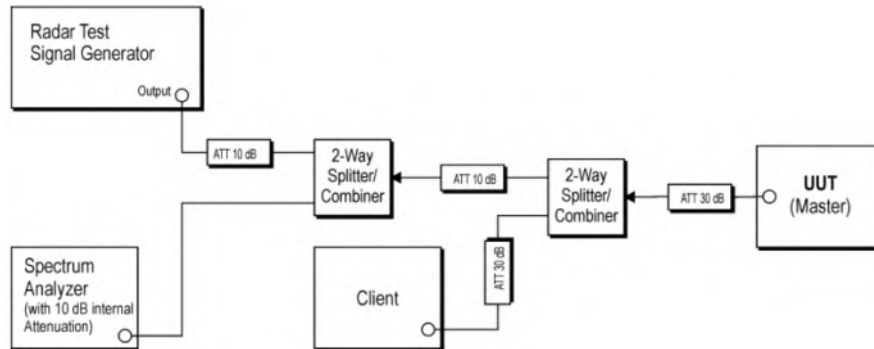 Radar Test
Signal Generator
Output
ATT 10 dB
2-Way
Splitter/
Combiner
ATT 10 dB
2-Way
Splitter/
Combiner
ATT 30 dB
UUT
(Master)
Spectrum
Analyzer
(with 10 dB internal
Attenuation)
Client
ATT 30 dB